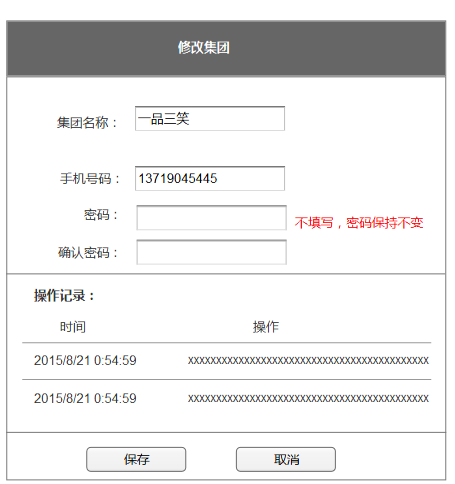 修改集团
集团名称： 一品三笑
手机号码： 13719045445
密码： 不填写，密码保持不变
确认密码：
操作记录：
时间 操作
2015/8/21 0:54:59 xxxxxxxxxxxxxxxxxxxxxxxxxxxxxxxxxxxxxxxxxxx
2015/8/21 0:54:59 xxxxxxxxxxxxxxxxxxxxxxxxxxxxxxxxxxxxxxxxxxx
保存 取消